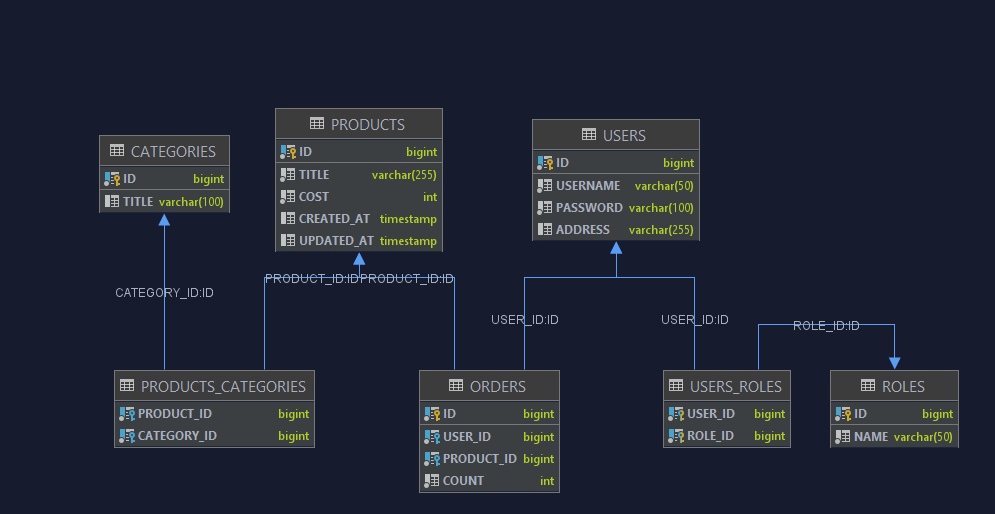 CATEGORIES
ID bigint
TITLE varchar(100)
PRODUCTS
ID bigint
TITLE varchar(255)
COST int
CREATED_AT timestamp
UPDATED_AT timestamp
USERS
ID bigint
USERNAME varchar(50)
PASSWORD varchar(100)
ADDRESS varchar(255)
PRODUCT_ID:ID
PRODUCT_ID:ID
CATEGORY_ID:ID
USER_ID:ID
USER_ID:ID
ROLE_ID:ID
PRODUCTS_CATEGORIES
PRODUCT_ID bigint
CATEGORY_ID bigint
ORDERS
ID bigint
USER_ID bigint
PRODUCT_ID bigint
COUNT int
USERS_ROLES
USER_ID bigint
ROLE_ID bigint
ROLES
ID bigint
NAME varchar(50)